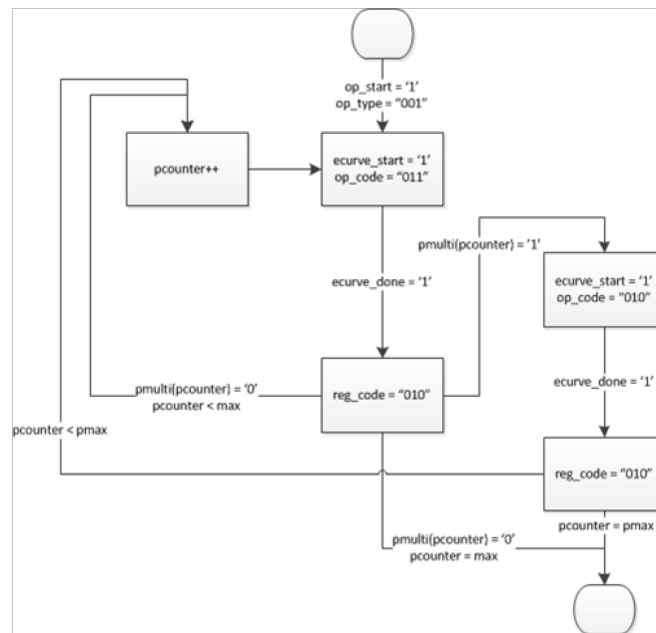 op_start = ‘1’
op_type = “001”
pcounter++
ecurve_start = ‘1’
op_code = “011”
pmulti(pcounter) = ‘1’
ecurve_start = ‘1’
op_code = “010”
ecurve_done = ‘1’
ecurve_done = ‘1’
pmulti(pcounter) = ‘0’
pcounter < max
reg_code = “010”
pcounter < pmax
reg_code = “010”
pcounter = pmax
pmulti(pcounter) = ‘0’
pcounter = max